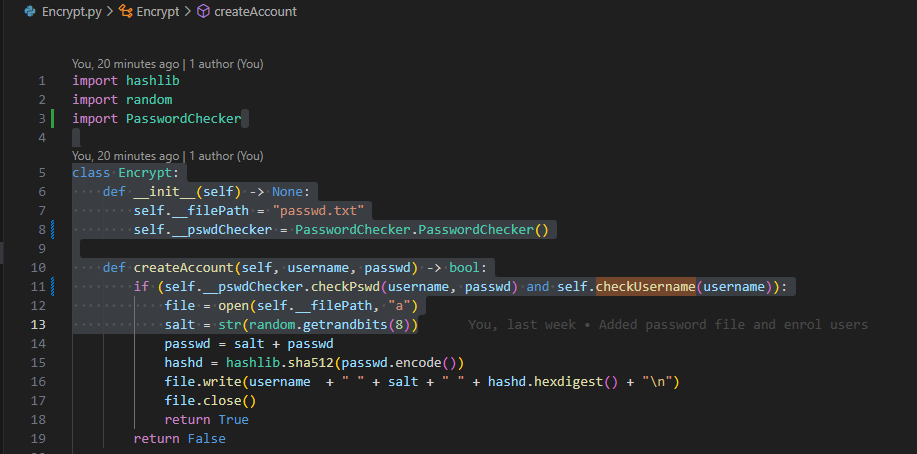 Encrypt.py > Encrypt > createAccount
You, 20 minutes ago | 1 author (You)
1 import hashlib
2 import random
3 import PasswordChecker
4
You, 20 minutes ago | 1 author (You)
5 class Encrypt:
6     def __init__(self) -> None:
7         self.__filePath = "passwd.txt"
8         self.__pswdChecker = PasswordChecker.PasswordChecker()
9
10     def createAccount(self, username, passwd) -> bool:
11         if (self.__pswdChecker.checkPswd(username, passwd) and self.checkUsername(username)):
12             file = open(self.__filePath, "a")
13             salt = str(random.getrandbits(8)) You, last week • Added password file and enrol users
14             passwd = salt + passwd
15             hashd = hashlib.sha512(passwd.encode())
16             file.write(username  + " " + salt + " " + hashd.hexdigest() + "\n")
17             file.close()
18             return True
19         return False